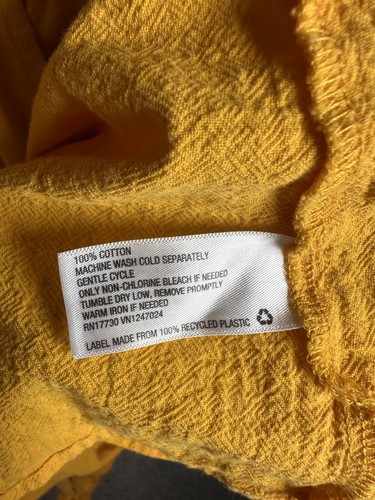 100% COTTON
MACHINE WASH COLD SEPARATELY
GENTLE CYCLE
ONLY NON-CHLORINE BLEACH IF NEEDED
TUMBLE DRY LOW, REMOVE PROMPTLY
WARM IRON IF NEEDED
RN17730 VN1247024
LABEL MADE FROM 100% RECYCLED PLASTIC